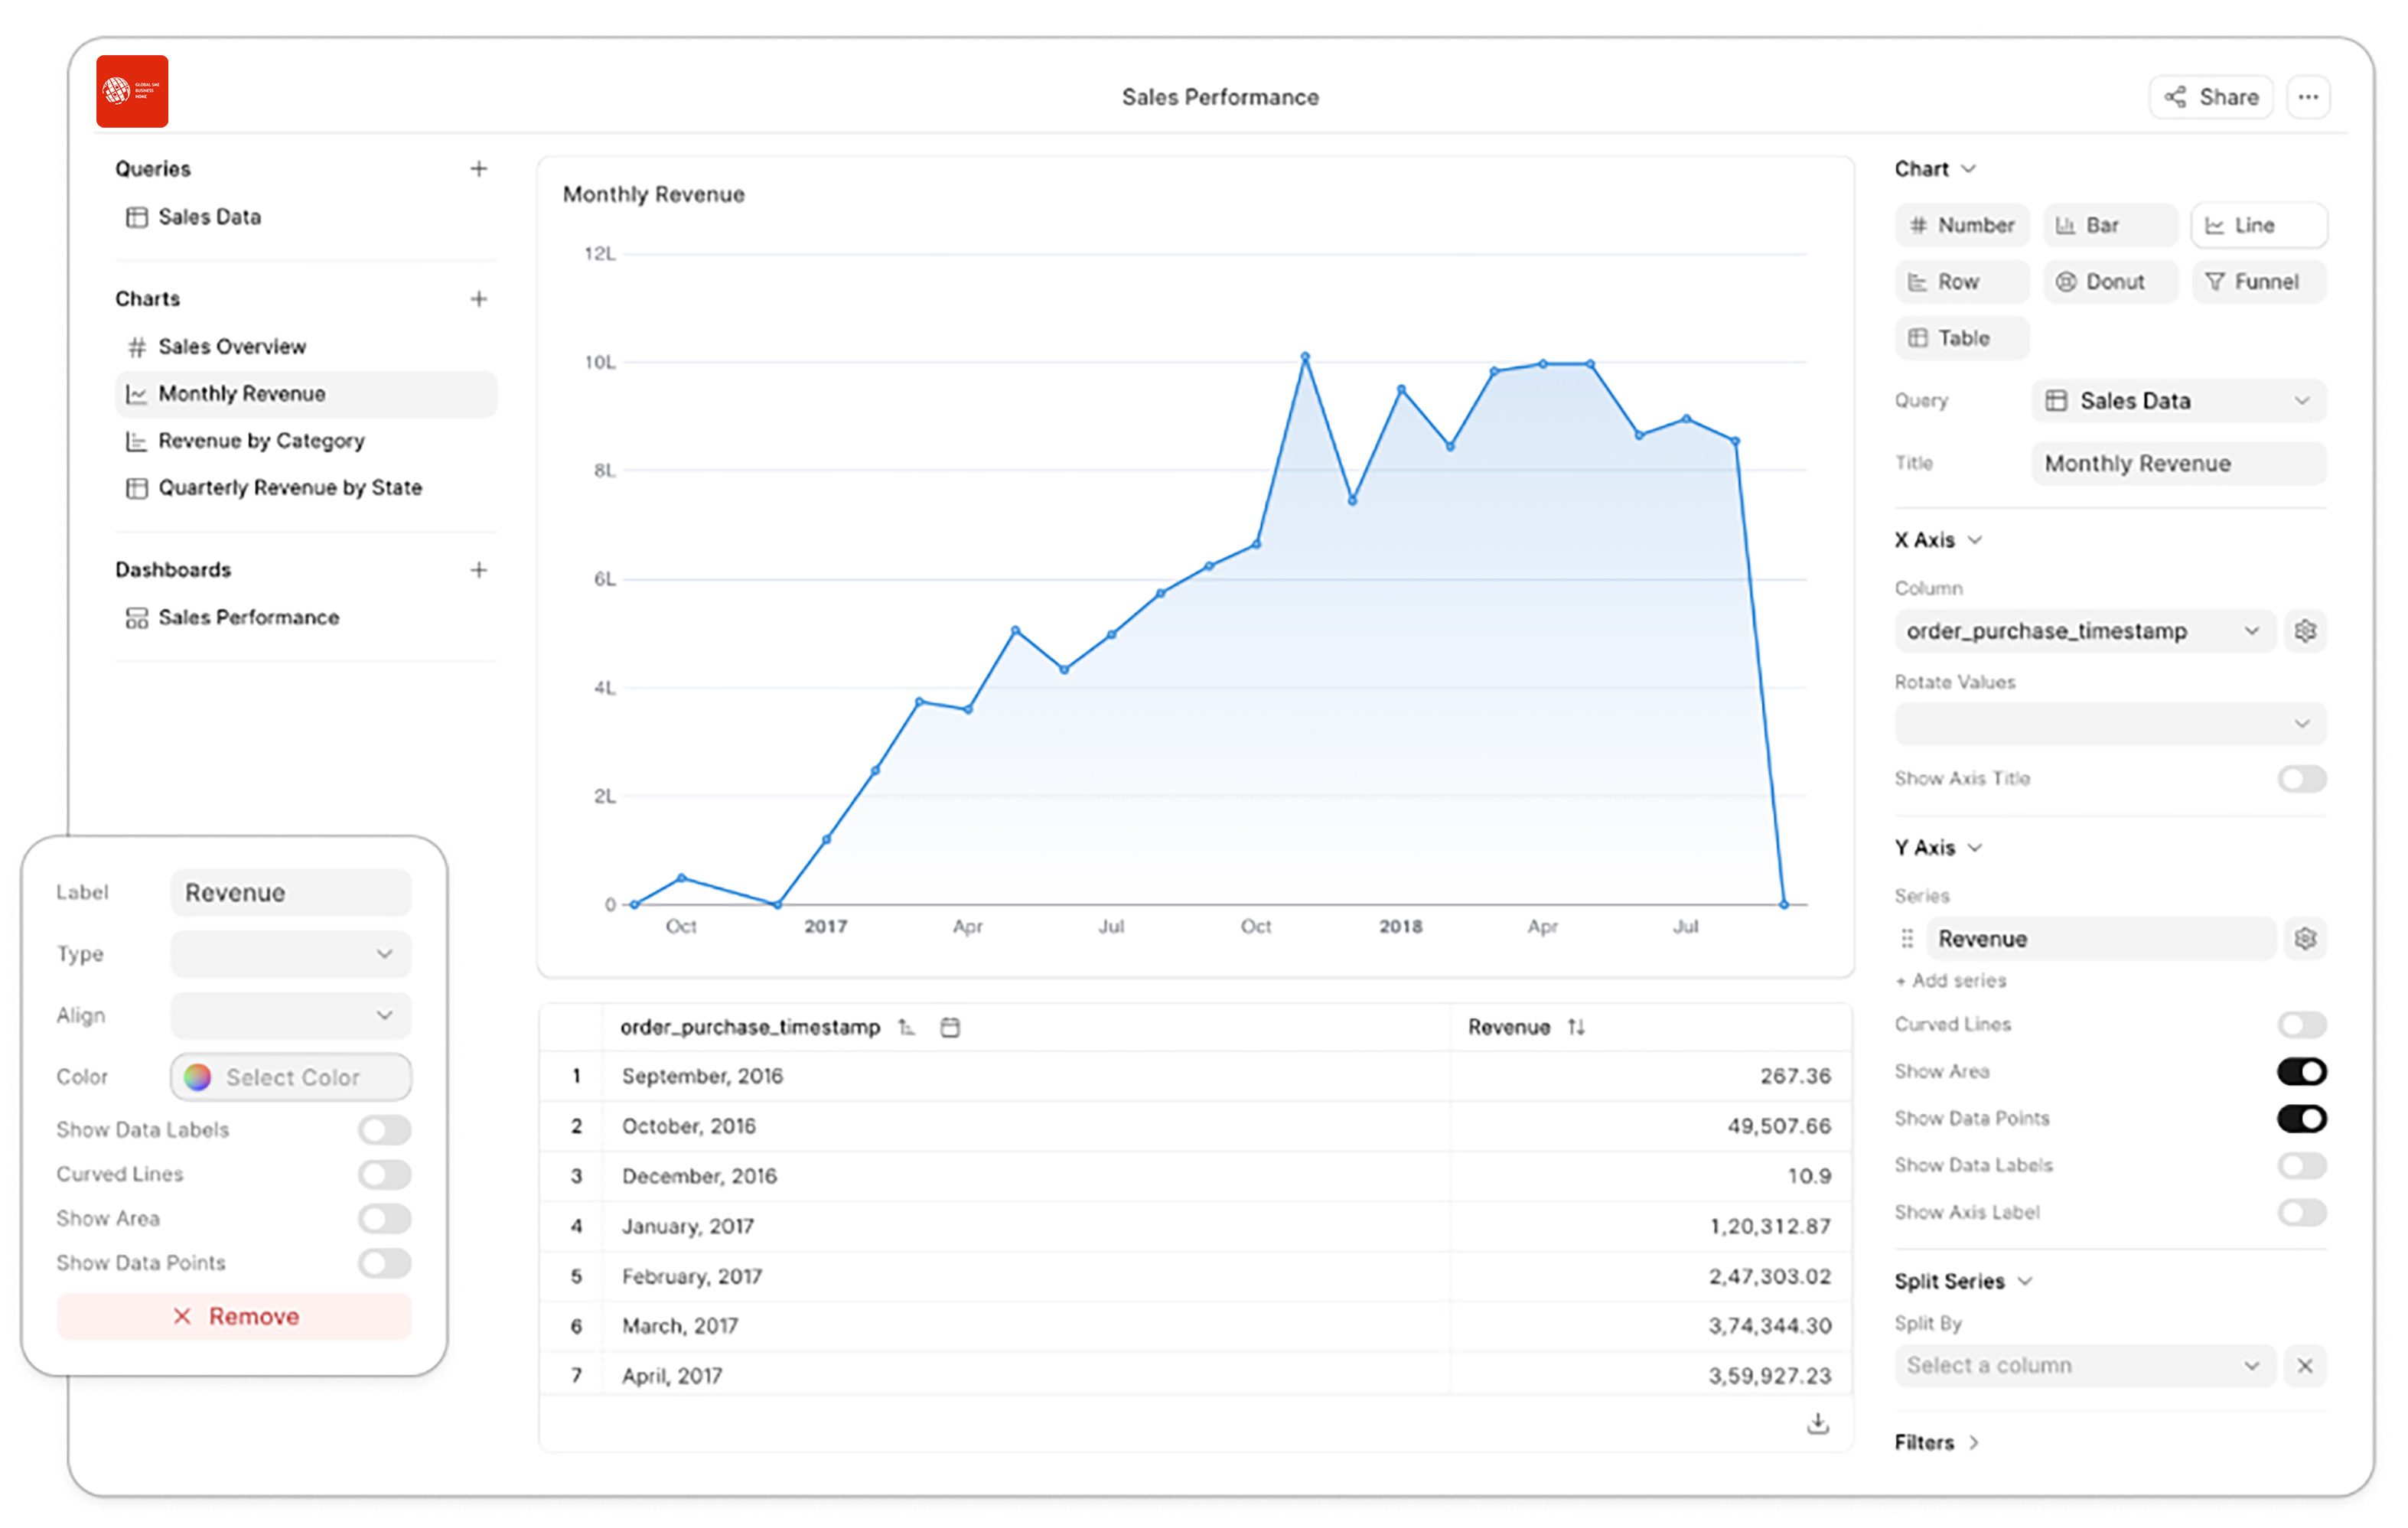 GLOBAL SME
BUSINESS
HOME
Sales Performance
Share
Queries
Sales Data
Charts
Sales Overview
Monthly Revenue
Revenue by Category
Quarterly Revenue by State
Dashboards
Sales Performance
Label Revenue
Type
Align
Color Select Color
Show Data Labels
Curved Lines
Show Area
Show Data Points
Remove
Monthly Revenue
12L
10L
8L
6L
4L
2L
0
Oct 2017 Apr Jul Oct 2018 Apr Jul
order_purchase_timestamp Revenue
1 September, 2016 267.36
2 October, 2016 49,507.66
3 December, 2016 10.9
4 January, 2017 1,20,312.87
5 February, 2017 2,47,303.02
6 March, 2017 3,74,344.30
7 April, 2017 3,59,927.23
Chart
Number Bar Line
Row Donut Funnel
Table
Query Sales Data
Title Monthly Revenue
X Axis
Column
order_purchase_timestamp
Rotate Values
Show Axis Title
Y Axis
Series
Revenue
+ Add series
Curved Lines
Show Area
Show Data Points
Show Data Labels
Show Axis Label
Split Series
Split By
Select a column
Filters